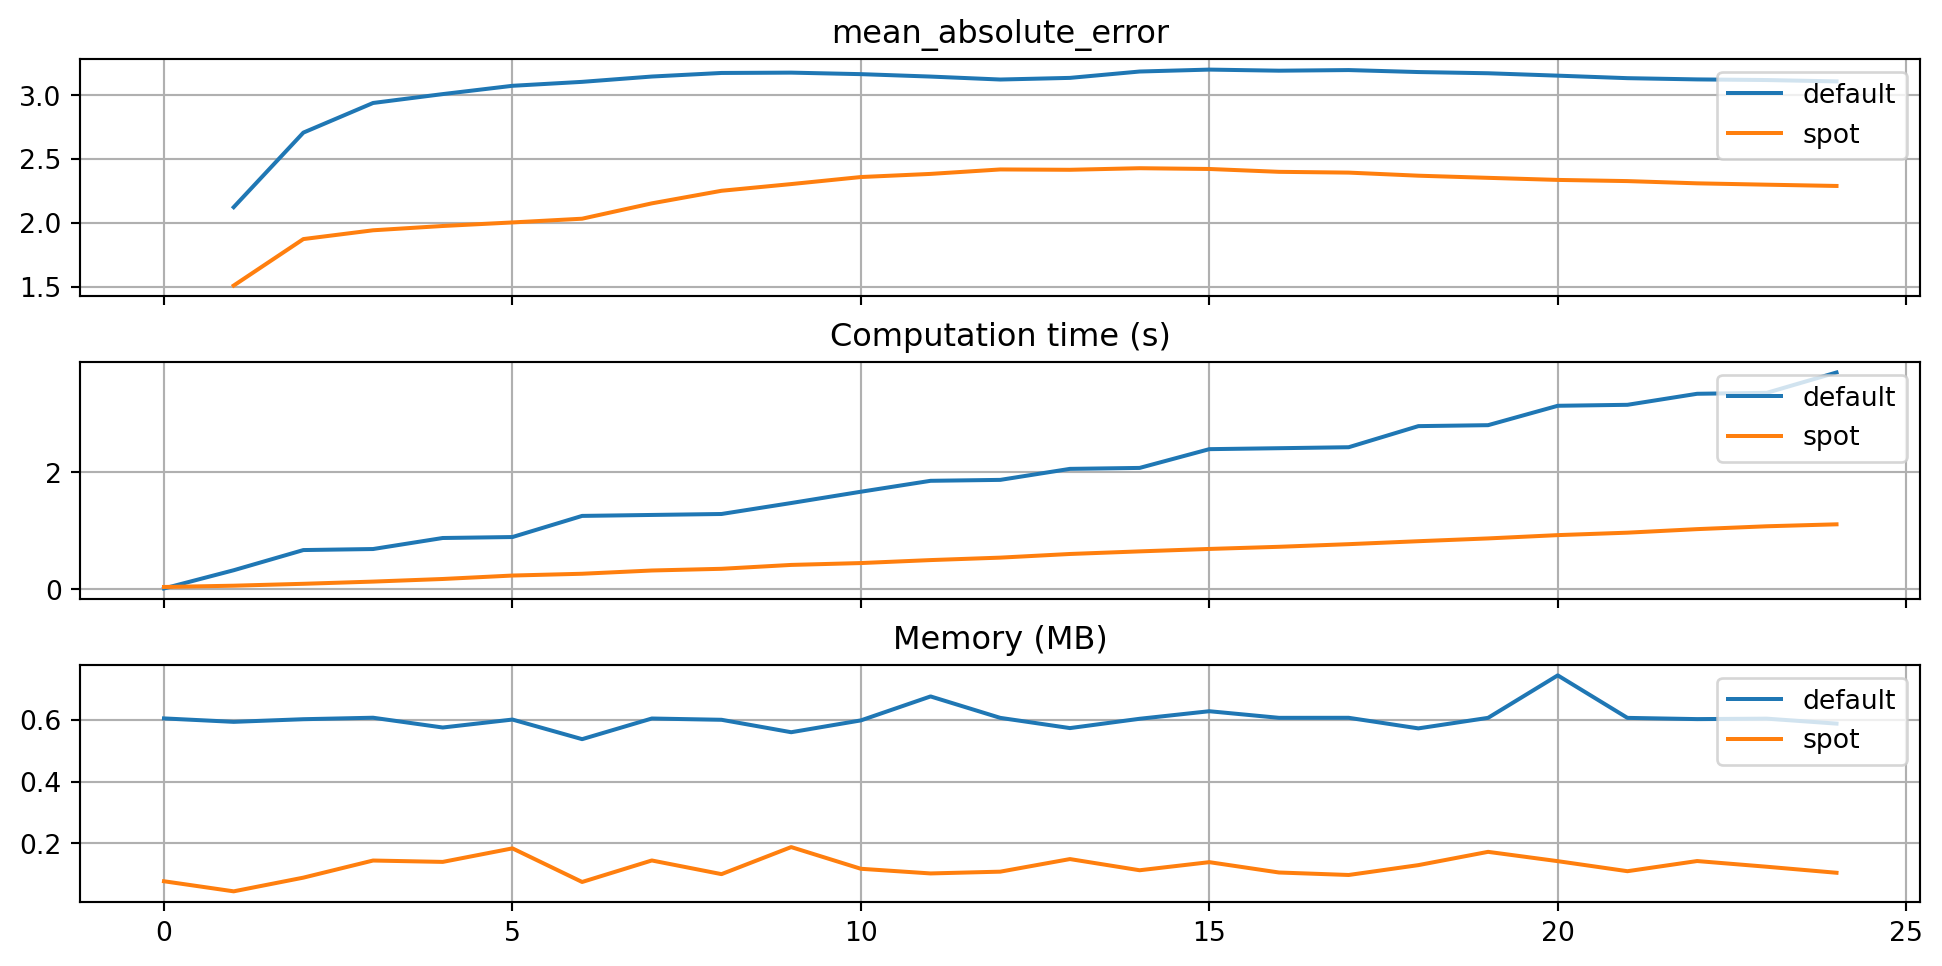 mean_absolute_error
3.0
2.5
2.0
1.5
default
spot
Computation time (s)
2
0
default
spot
Memory (MB)
0.6
0.4
0.2
default
spot
0 5 10 15 20 25